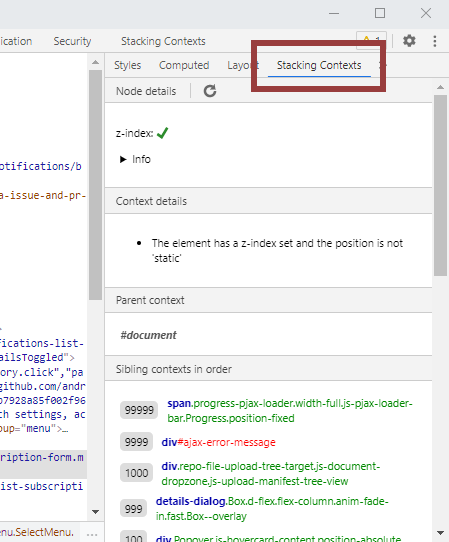 ication Security Stacking Contexts 1
Styles Computed Layout Stacking Contexts »
Node details
z-index:
Info
otifications/b
a-issue-and-pr-
Context details
The element has a z-index set and the position is not
'static'
Parent context
#document
>
fications-list-
ailsToggled">
ory.click","pa
github.com/andr
b7928a85f002f96
th settings, ac
oup="menu">…
ription-form.m
ist-subscripti
enu.SelectMenu. ...
Sibling contexts in order
99999 span.progress-pjax-loader.width-full.js-pjax-loader-
bar.Progress.position-fixed
9999 div#ajax-error-message
1000 div.repo-file-upload-tree-target.js-document-
dropzone.js-upload-manifest-tree-view
999 details-dialog.Box.d-flex.flex-column.anim-fade-
in.fast.Box--overlay
100 div.Popover.js-hovercard-content.position-absolute